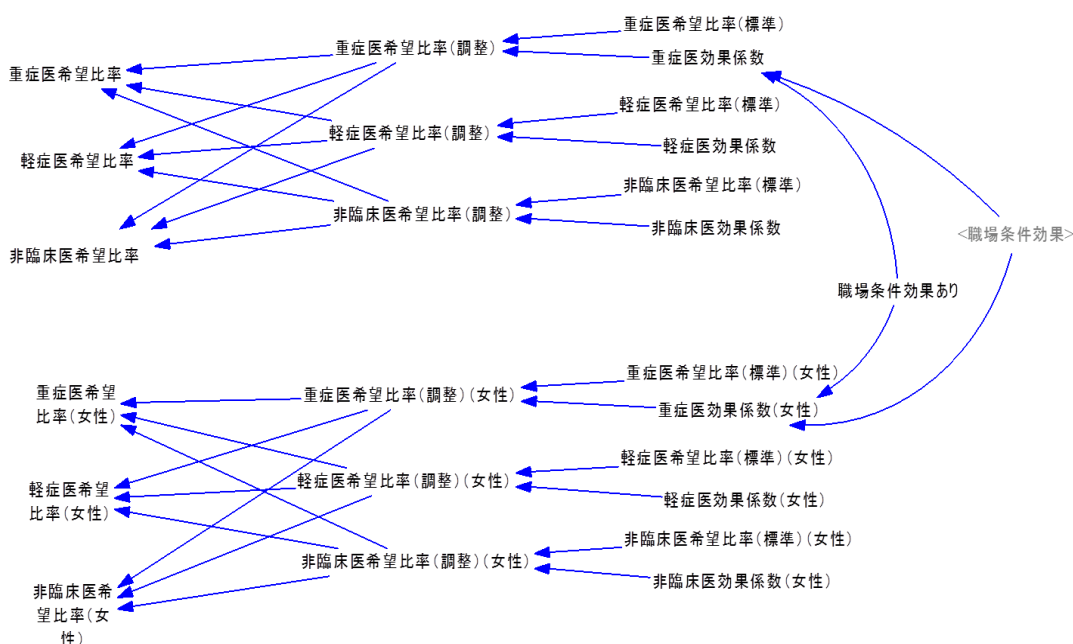 重症医希望比率(標準)
重症医希望比率(調整)
重症医効果係数
重症医希望比率
軽症医希望比率(標準)
軽症医希望比率(調整)
軽症医効果係数
軽症医希望比率
非臨床医希望比率(標準)
非臨床医希望比率(調整)
非臨床医効果係数
<職場条件効果>
非臨床医希望比率
職場条件効果あり
重症医希望比率(標準)(女性)
重症医希望
比率(女性)
重症医希望比率(調整)(女性)
重症医効果係数(女性)
軽症医希望比率(標準)(女性)
軽症医希望比率(調整)(女性)
軽症医希望
比率(女性)
軽症医効果係数(女性)
非臨床医希望比率(標準)(女性)
非臨床医希望比率(調整)(女性)
非臨床医効果係数(女性)
非臨床医希
望比率(女
性)